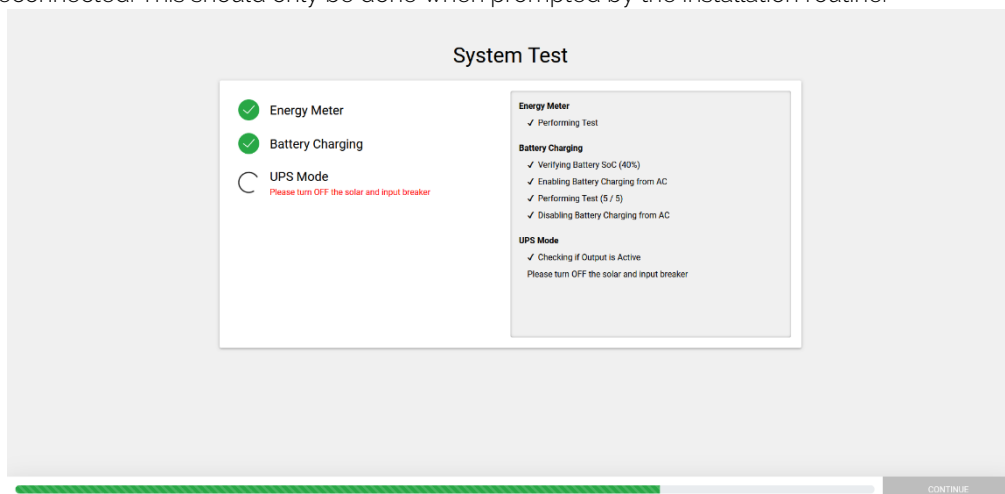 disconnected. This should only be done when prompted by the installation routine.
System Test
Energy Meter
Battery Charging
UPS Mode
Please turn OFF the solar and input breaker
Energy Meter
✓ Performing Test
Battery Charging
✓ Verifying Battery SoC (40%)
✓ Enabling Battery Charging from AC
✓ Performing Test (5 / 5)
✓ Disabling Battery Charging from AC
UPS Mode
✓ Checking if Output is Active
Please turn OFF the solar and input breaker
CONTINUE